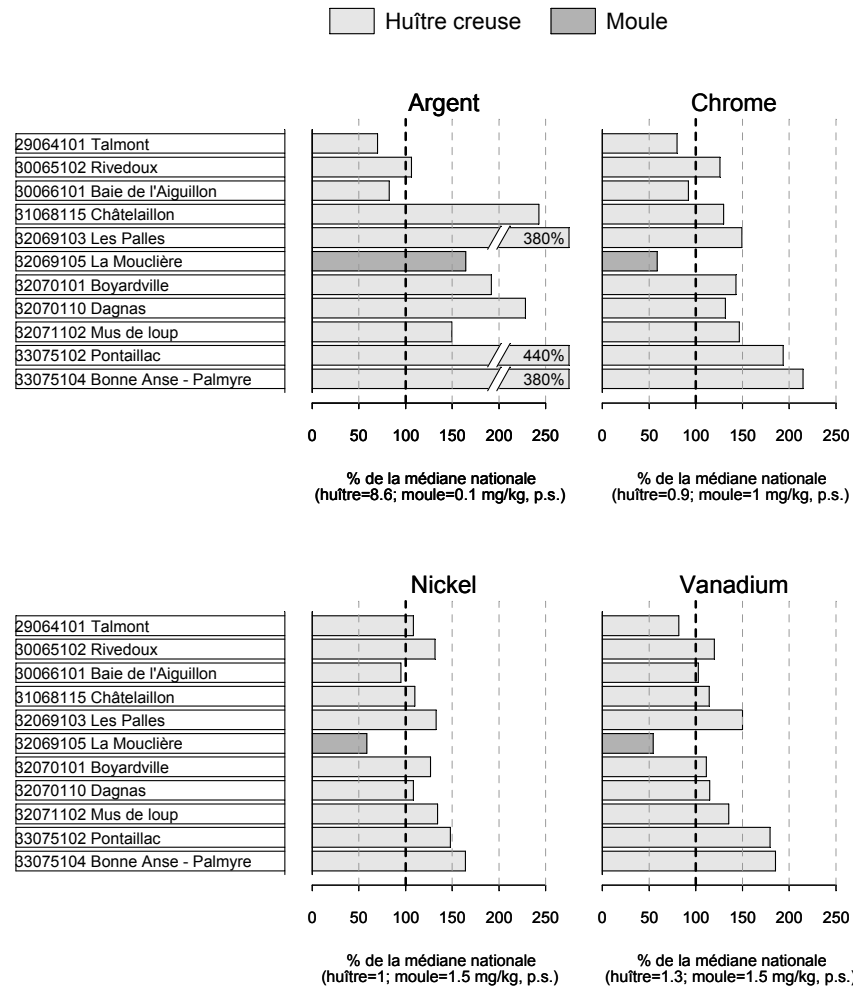 Huître creuse Moule
Argent Chrome
29064101 Talmont
30065102 Rivedoux
30066101 Baie de l'Aiguillon
31068115 Châtelaillon
32069103 Les Palles 380%
32069105 La Mouclière
32070101 Boyardville
32070110 Dagnas
32071102 Mus de loup
33075102 Pontaillac 440%
33075104 Bonne Anse - Palmyre 380%
0 50 100 150 200 250 0 50 100 150 200 250
% de la médiane nationale % de la médiane nationale
(huître=8.6; moule=0.1 mg/kg, p.s.) (huître=0.9; moule=1 mg/kg, p.s.)
Nickel Vanadium
29064101 Talmont
30065102 Rivedoux
30066101 Baie de l'Aiguillon
31068115 Châtelaillon
32069103 Les Palles
32069105 La Mouclière
32070101 Boyardville
32070110 Dagnas
32071102 Mus de loup
33075102 Pontaillac
33075104 Bonne Anse - Palmyre
0 50 100 150 200 250 0 50 100 150 200 250
% de la médiane nationale % de la médiane nationale
(huître=1; moule=1.5 mg/kg, p.s.) (huître=1.3; moule=1.5 mg/kg, p.s.)